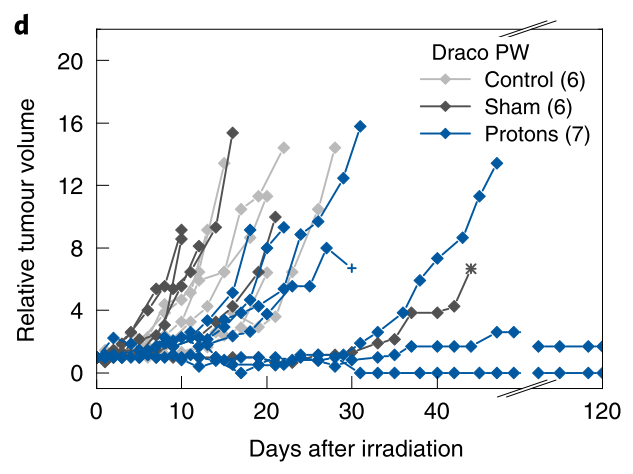 d
Draco PW
Control (6)
Sham (6)
Protons (7)
Relative tumour volume
20
16
12
8
4
0
0 10 20 30 40 120
Days after irradiation